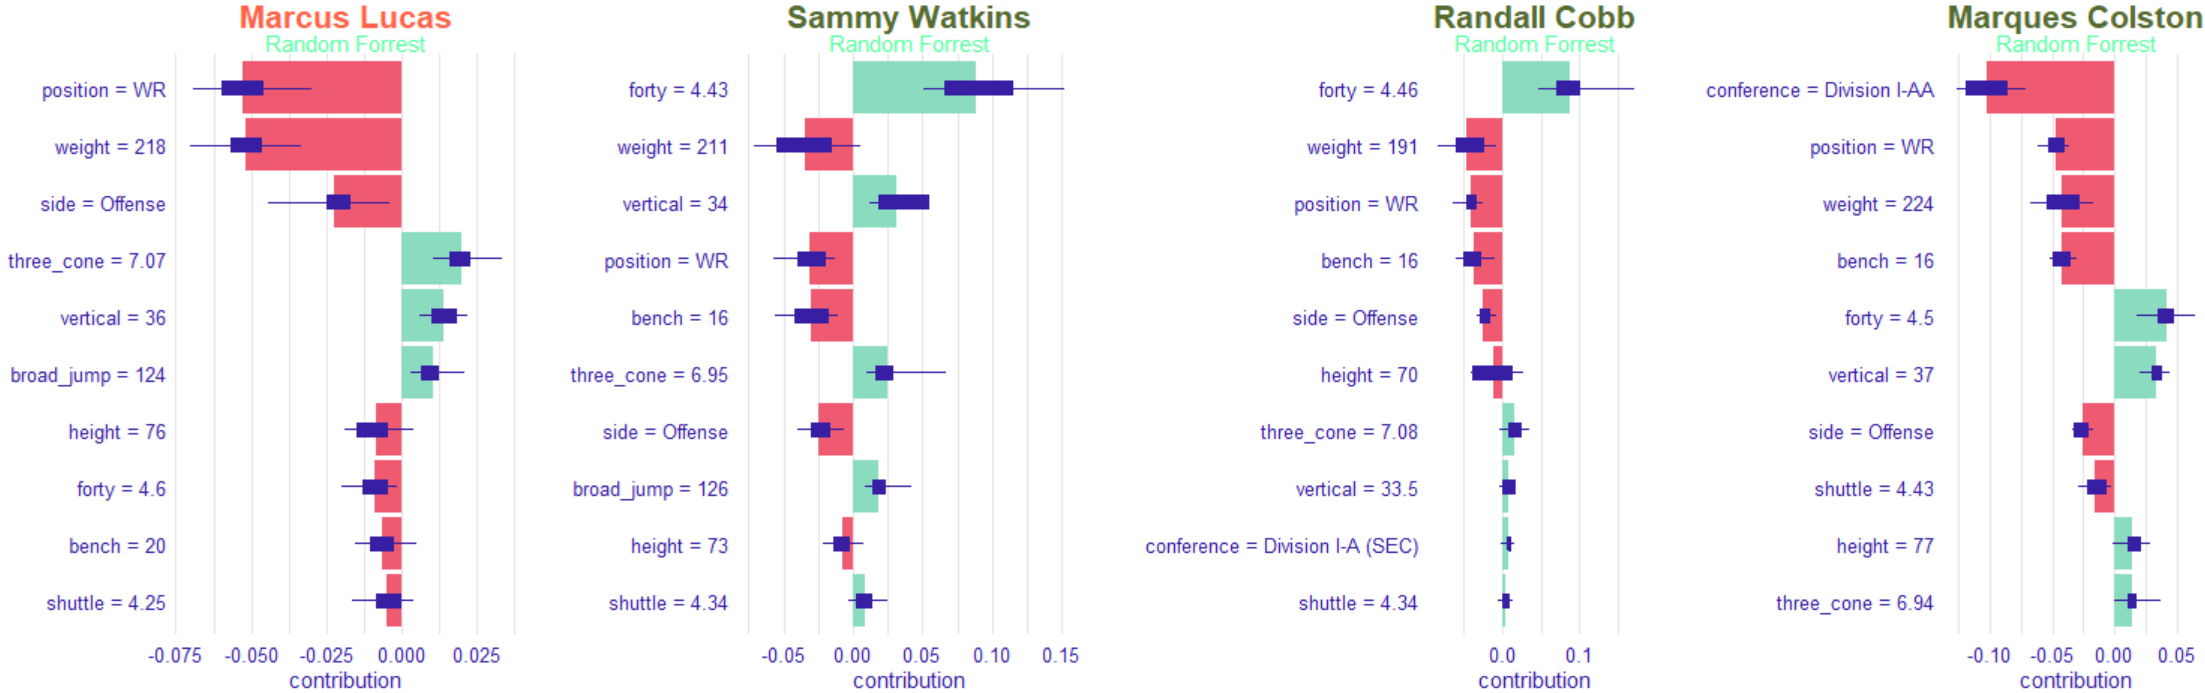 Marcus Lucas
Random Forrest
position = WR
weight = 218
side = Offense
three_cone = 7.07
vertical = 36
broad_jump = 124
height = 76
forty = 4.6
bench = 20
shuttle = 4.25
-0.075 -0.050 -0.025 0.000 0.025
contribution
Sammy Watkins
Random Forrest
forty = 4.43
weight = 211
vertical = 34
position = WR
bench = 16
three_cone = 6.95
side = Offense
broad_jump = 126
height = 73
shuttle = 4.34
-0.05 0.00 0.05 0.10 0.15
contribution
Randall Cobb
Random Forrest
forty = 4.46
weight = 191
position = WR
bench = 16
side = Offense
height = 70
three_cone = 7.08
vertical = 33.5
conference = Division I-A (SEC)
shuttle = 4.34
0.0 0.1
contribution
Marques Colston
Random Forrest
conference = Division I-AA
position = WR
weight = 224
bench = 16
forty = 4.5
vertical = 37
side = Offense
shuttle = 4.43
height = 77
three_cone = 6.94
-0.10 -0.05 0.00 0.05
contribution